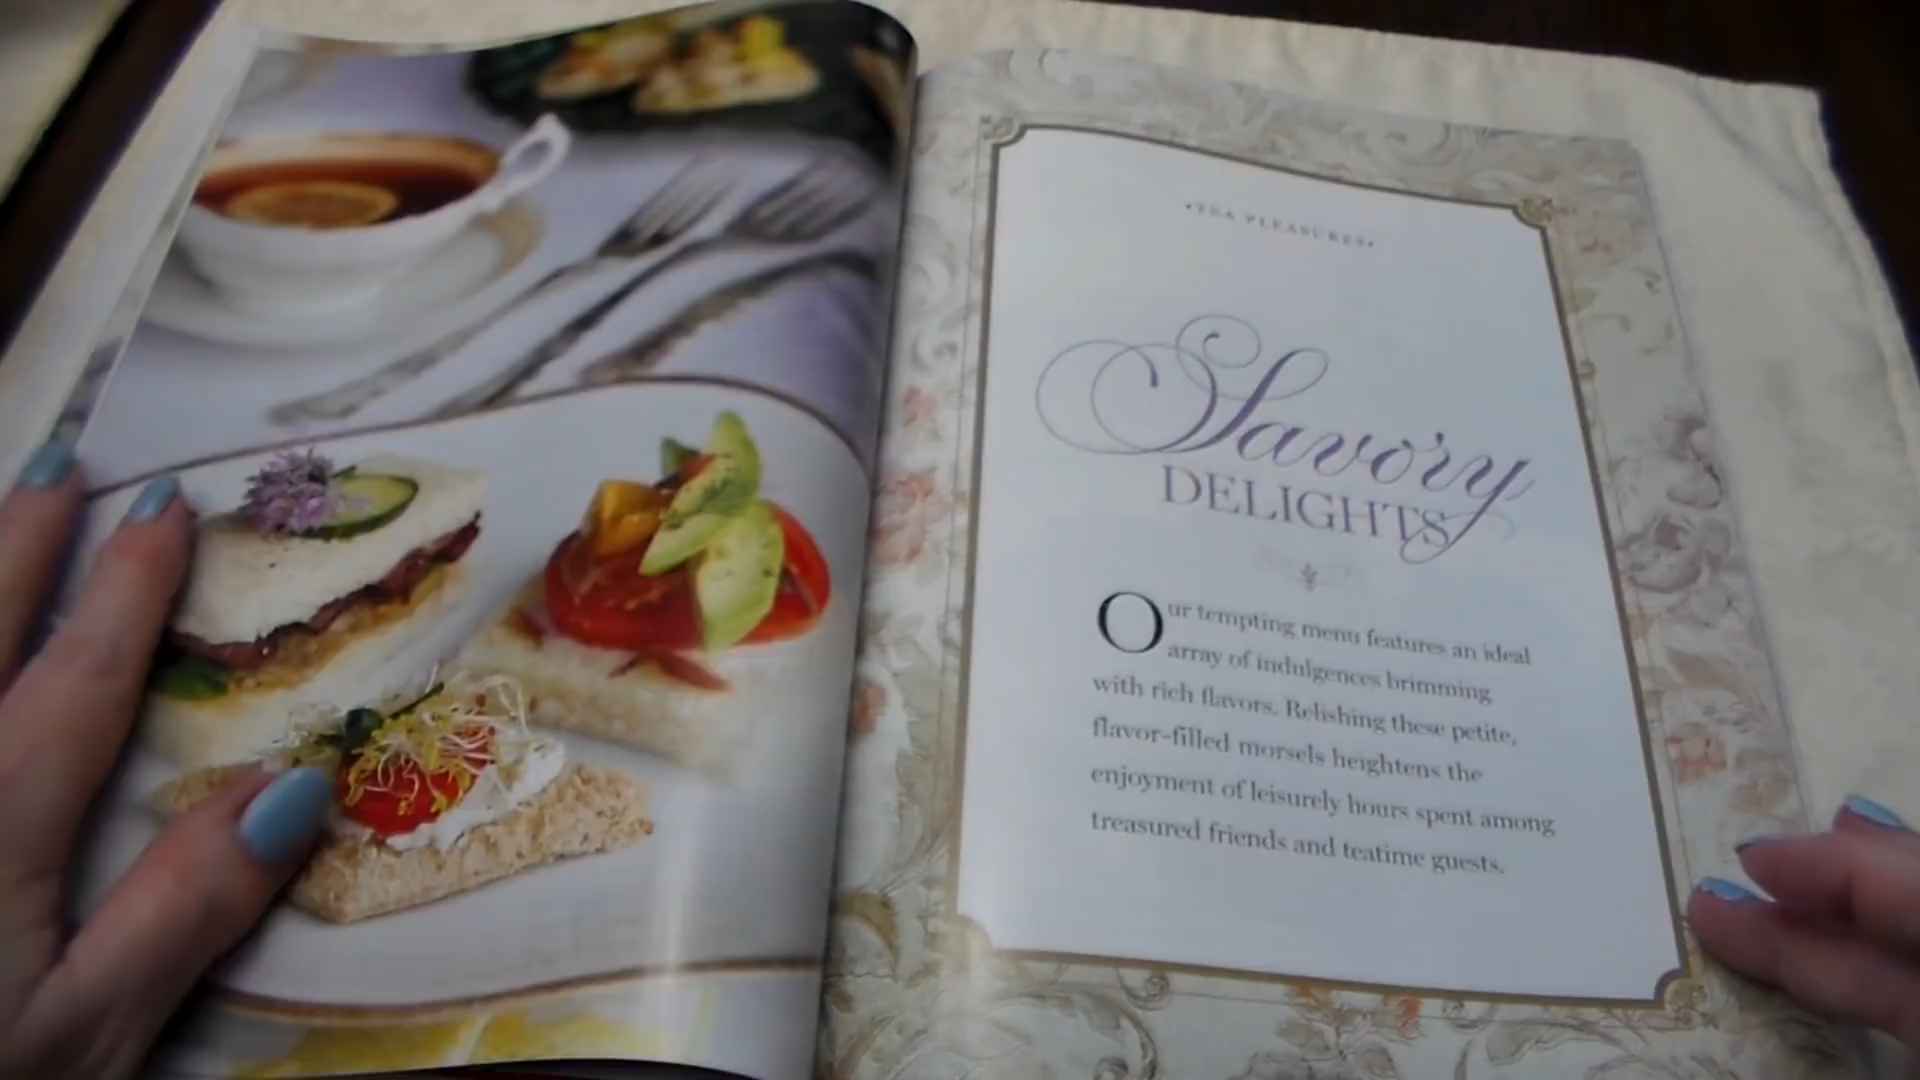 •TEA PLEASURES•
Savory
DELIGHTS
Our tempting menu features an ideal
array of indulgences brimming
with rich flavors. Relishing these petite,
flavor-filled morsels heightens the
enjoyment of leisurely hours spent among
treasured friends and teatime guests.